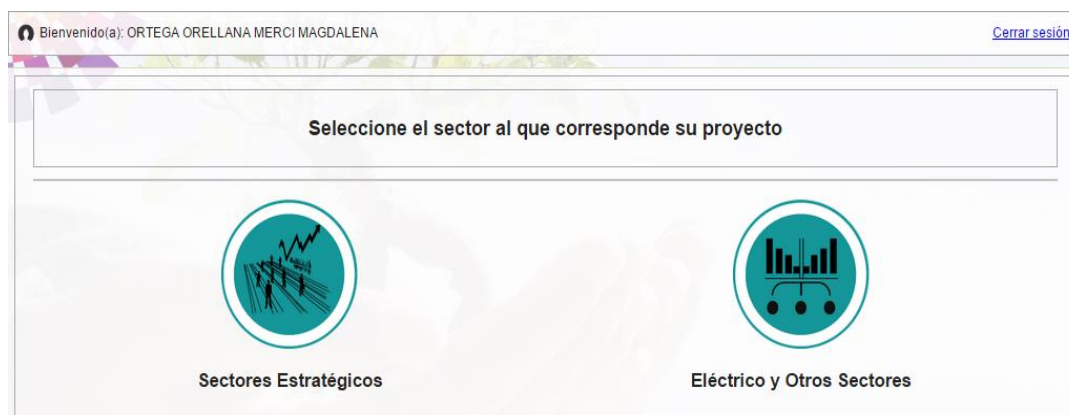 Bienvenido(a): ORTEGA ORELLANA MERCI MAGDALENA Cerrar sesión
Seleccione el sector al que corresponde su proyecto
Sectores Estratégicos Eléctrico y Otros Sectores